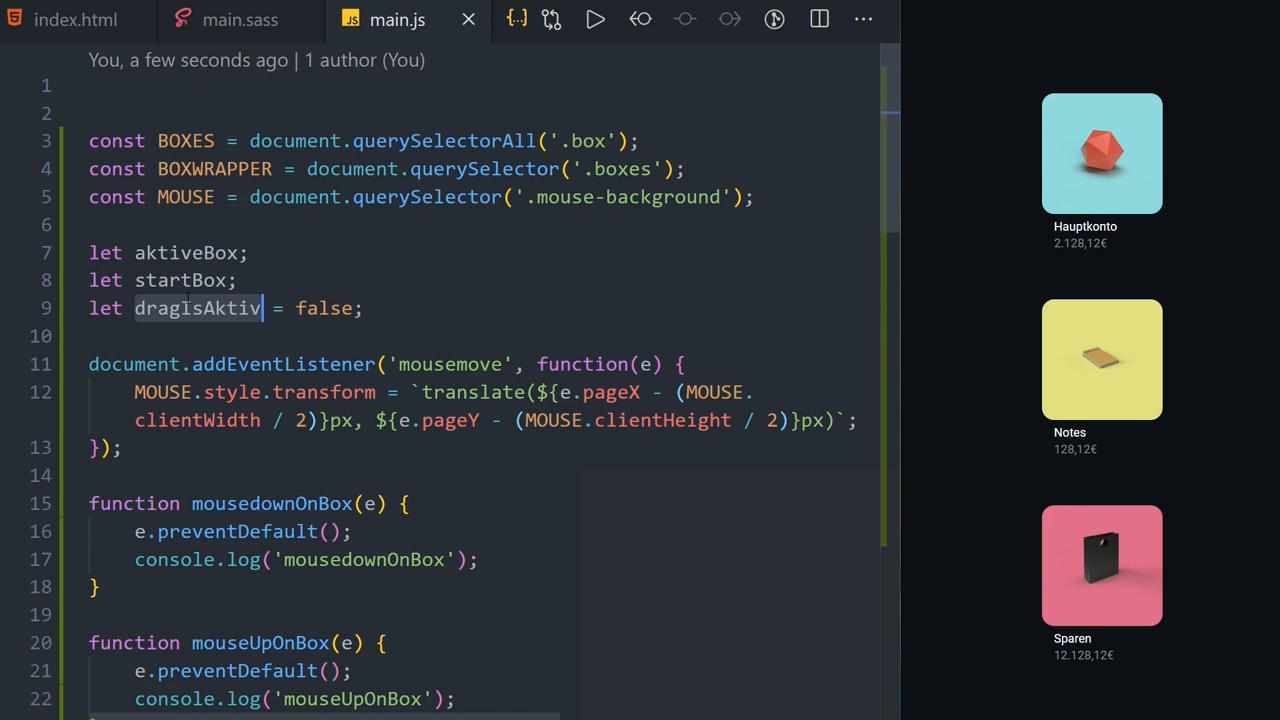 index.html
main.sass
JS main.js
You, a few seconds ago | 1 author (You)
1
2
3 const BOXES = document.querySelectorAll('.box');
4 const BOXWRAPPER = document.querySelector('.boxes');
5 const MOUSE = document.querySelector('.mouse-background');
6
7 let aktiveBox;
8 let startBox;
9 let dragIsAktiv = false;
10
11 document.addEventListener('mousemove', function(e) {
12 MOUSE.style.transform = `translate(${e.pageX - (MOUSE.
clientWidth / 2)}px, ${e.pageY - (MOUSE.clientHeight / 2)}px)`;
13 });
14
15 function mousedownOnBox(e) {
16 e.preventDefault();
17 console.log('mousedownOnBox');
18 }
19
20 function mouseUpOnBox(e) {
21 e.preventDefault();
22 console.log('mouseUpOnBox');
Hauptkonto
2.128,12€
Notes
128,12€
Sparen
12.128,12€